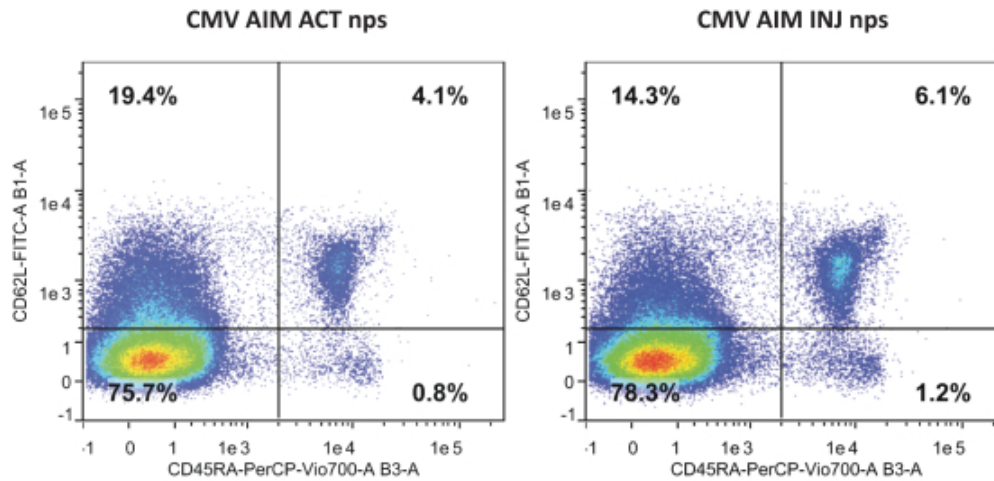 CMV AIM ACT nps
19.4%
4.1%
1e5
1e4
1e3
1
0
-1
75.7%
0.8%
-1 0 1 1e3 1e4 1e5
CD62L-FITC-A B1-A
CD45RA-PerCP-Vio700-A B3-A
CMV AIM INJ nps
14.3%
6.1%
1e5
1e4
1e3
1
0
-1
78.3%
1.2%
-1 0 1 1e3 1e4 1e5
CD62L-FITC-A B1-A
CD45RA-PerCP-Vio700-A B3-A